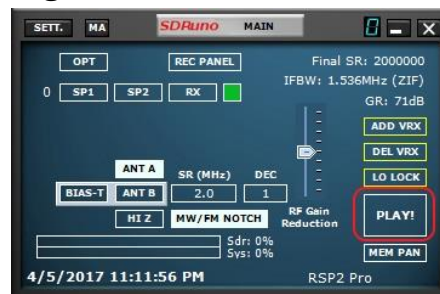 SETT. MA SDRuno MAIN
OPT REC PANEL Final SR: 2000000
IFBW: 1.536MHz (ZIF)
0 SP1 SP2 RX GR: 71dB
ADD VRX
DEL VRX
ANT A SR (MHz) DEC LO LOCK
BIAS-T ANT B 2.0 1
HI Z MW/FM NOTCH RF Gain Reduction PLAY!
Sdr: 0%
Sys: 0% MEM PAN
4/5/2017 11:11:56 PM RSP2 Pro